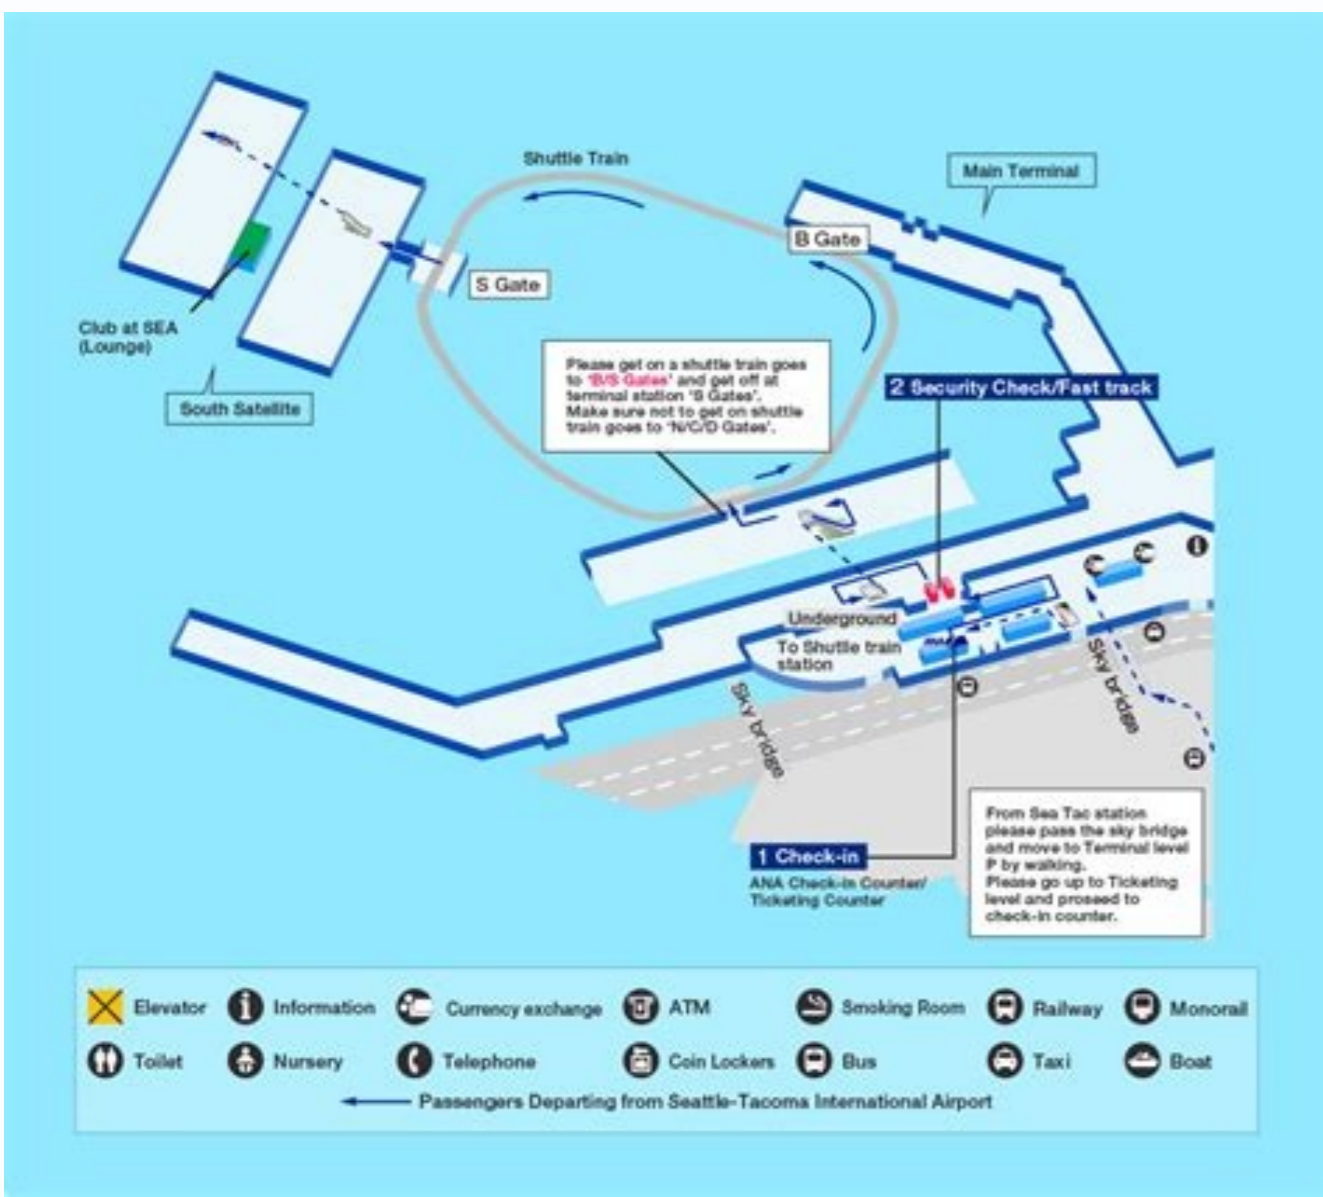 Shuttle Train
Main Terminal
B Gate
S Gate
Club at SEA
(Lounge)
South Satellite
Please get on a shuttle train goes
to 'B/S Gates' and get off at
terminal station 'S Gates'.
Make sure not to get on shuttle
train goes to 'N/C/D Gates'.
2 Security Check/Fast track
Underground
To Shuttle train
station
Sky bridge
Sky bridge
1 Check-in
ANA Check-in Counter/
Ticketing Counter
From Sea Tac station
please pass the sky bridge
and move to Terminal level
P by walking.
Please go up to Ticketing
level and proseed to
check-in counter.
Elevator Information Currency exchange ATM Smoking Room Railway Monorail
Toilet Nursery Telephone Coin Lockers Bus Taxi Boat
Passengers Departing from Seattle-Tacoma International Airport